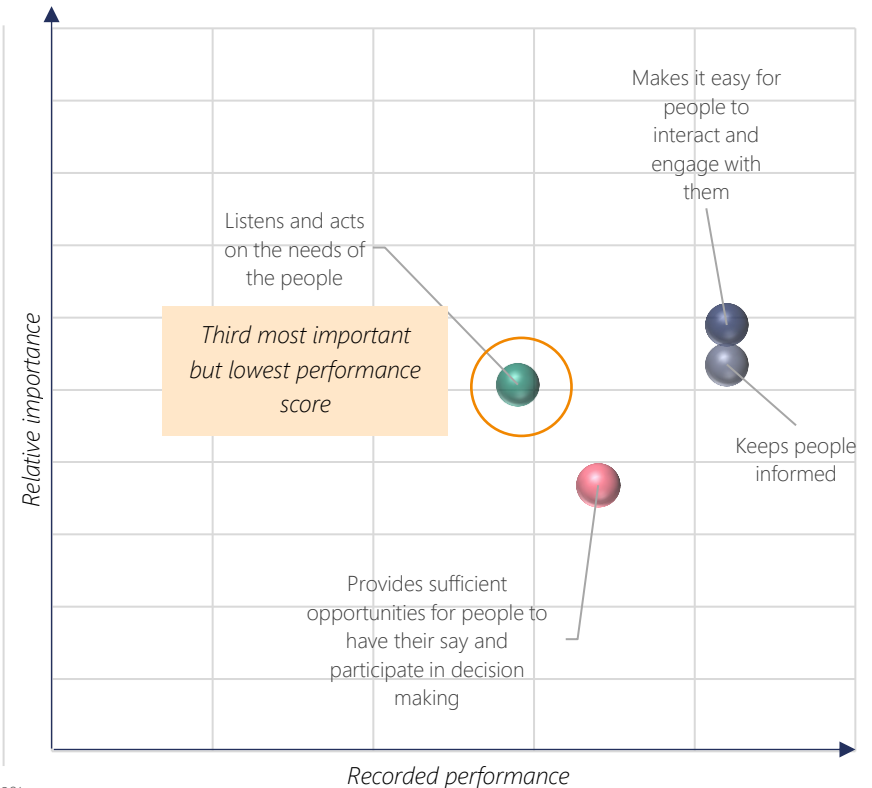 Makes it easy for
people to
interact and
engage with
them
Listens and acts
on the needs of
the people
Third most important
but lowest performance
score
Relative importance
Keeps people
informed
Provides sufficient
opportunities for people to
have their say and
participate in decision
making
Recorded performance